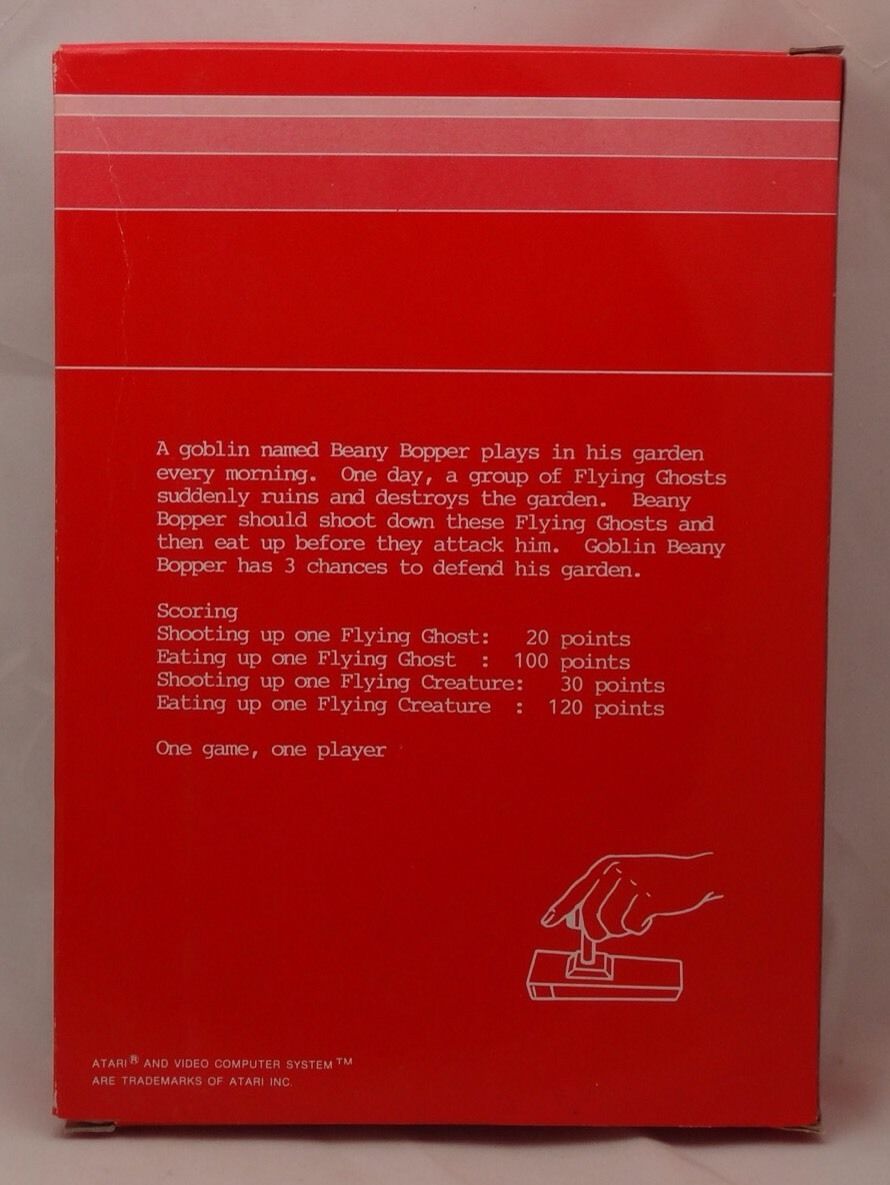 A goblin named Beany Bopper plays in his garden
every morning. One day, a group of Flying Ghosts
suddenly ruins and destroys the garden. Beany
Bopper should shoot down these Flying Ghosts and
then eat up before they attack him. Goblin Beany
Bopper has 3 chances to defend his garden.
Scoring
Shooting up one Flying Ghost: 20 points
Eating up one Flying Ghost : 100 points
Shooting up one Flying Creature: 30 points
Eating up one Flying Creature : 120 points
One game, one player
ATARI® AND VIDEO COMPUTER SYSTEM™
ARE TRADEMARKS OF ATARI INC.